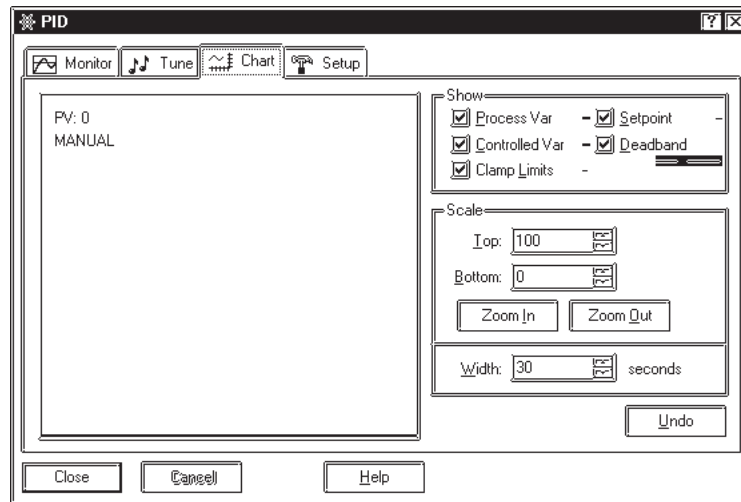 PID
Monitor Tune Chart Setup
PV: 0
MANUAL
Show
Process Var - Setpoint -
Controlled Var - Deadband
Clamp Limits -
Scale
Top: 100
Bottom: 0
Zoom In Zoom Out
Width: 30 seconds
Undo
Close Cancel Help